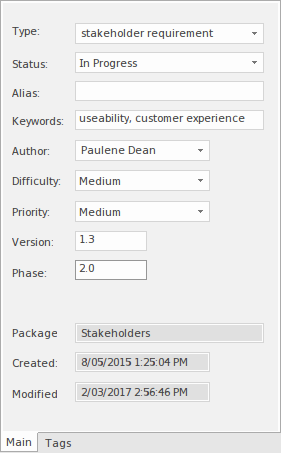 Type: stakeholder requirement
Status: In Progress
Alias:
Keywords: useability, customer experience
Author: Paulene Dean
Difficulty: Medium
Priority: Medium
Version: 1.3
Phase: 2.0
Package Stakeholders
Created: 8/05/2015 1:25:04 PM
Modified 2/03/2017 2:56:46 PM
Main Tags